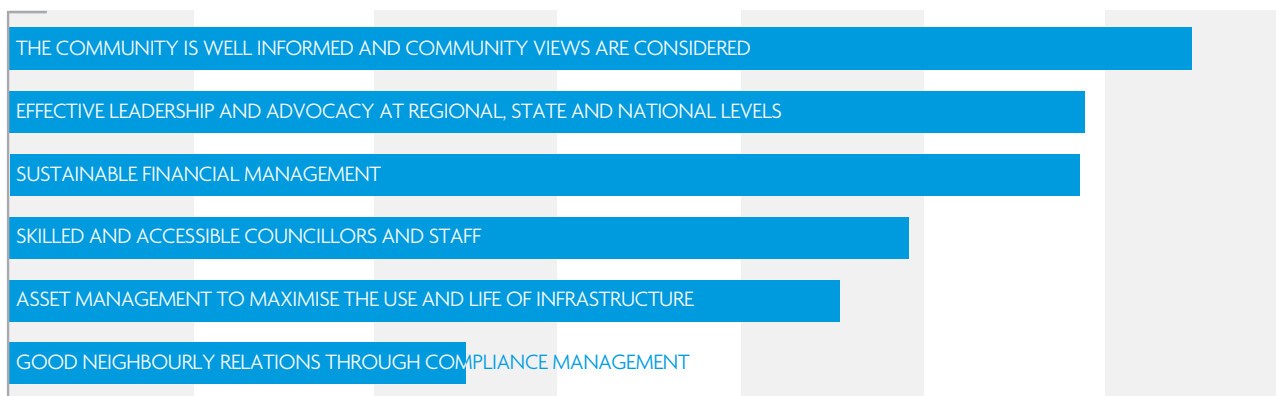 THE COMMUNITY IS WELL INFORMED AND COMMUNITY VIEWS ARE CONSIDERED
EFFECTIVE LEADERSHIP AND ADVOCACY AT REGIONAL, STATE AND NATIONAL LEVELS
SUSTAINABLE FINANCIAL MANAGEMENT
SKILLED AND ACCESSIBLE COUNCILLORS AND STAFF
ASSET MANAGEMENT TO MAXIMISE THE USE AND LIFE OF INFRASTRUCTURE
GOOD NEIGHBOURLY RELATIONS THROUGH COMPLIANCE MANAGEMENT